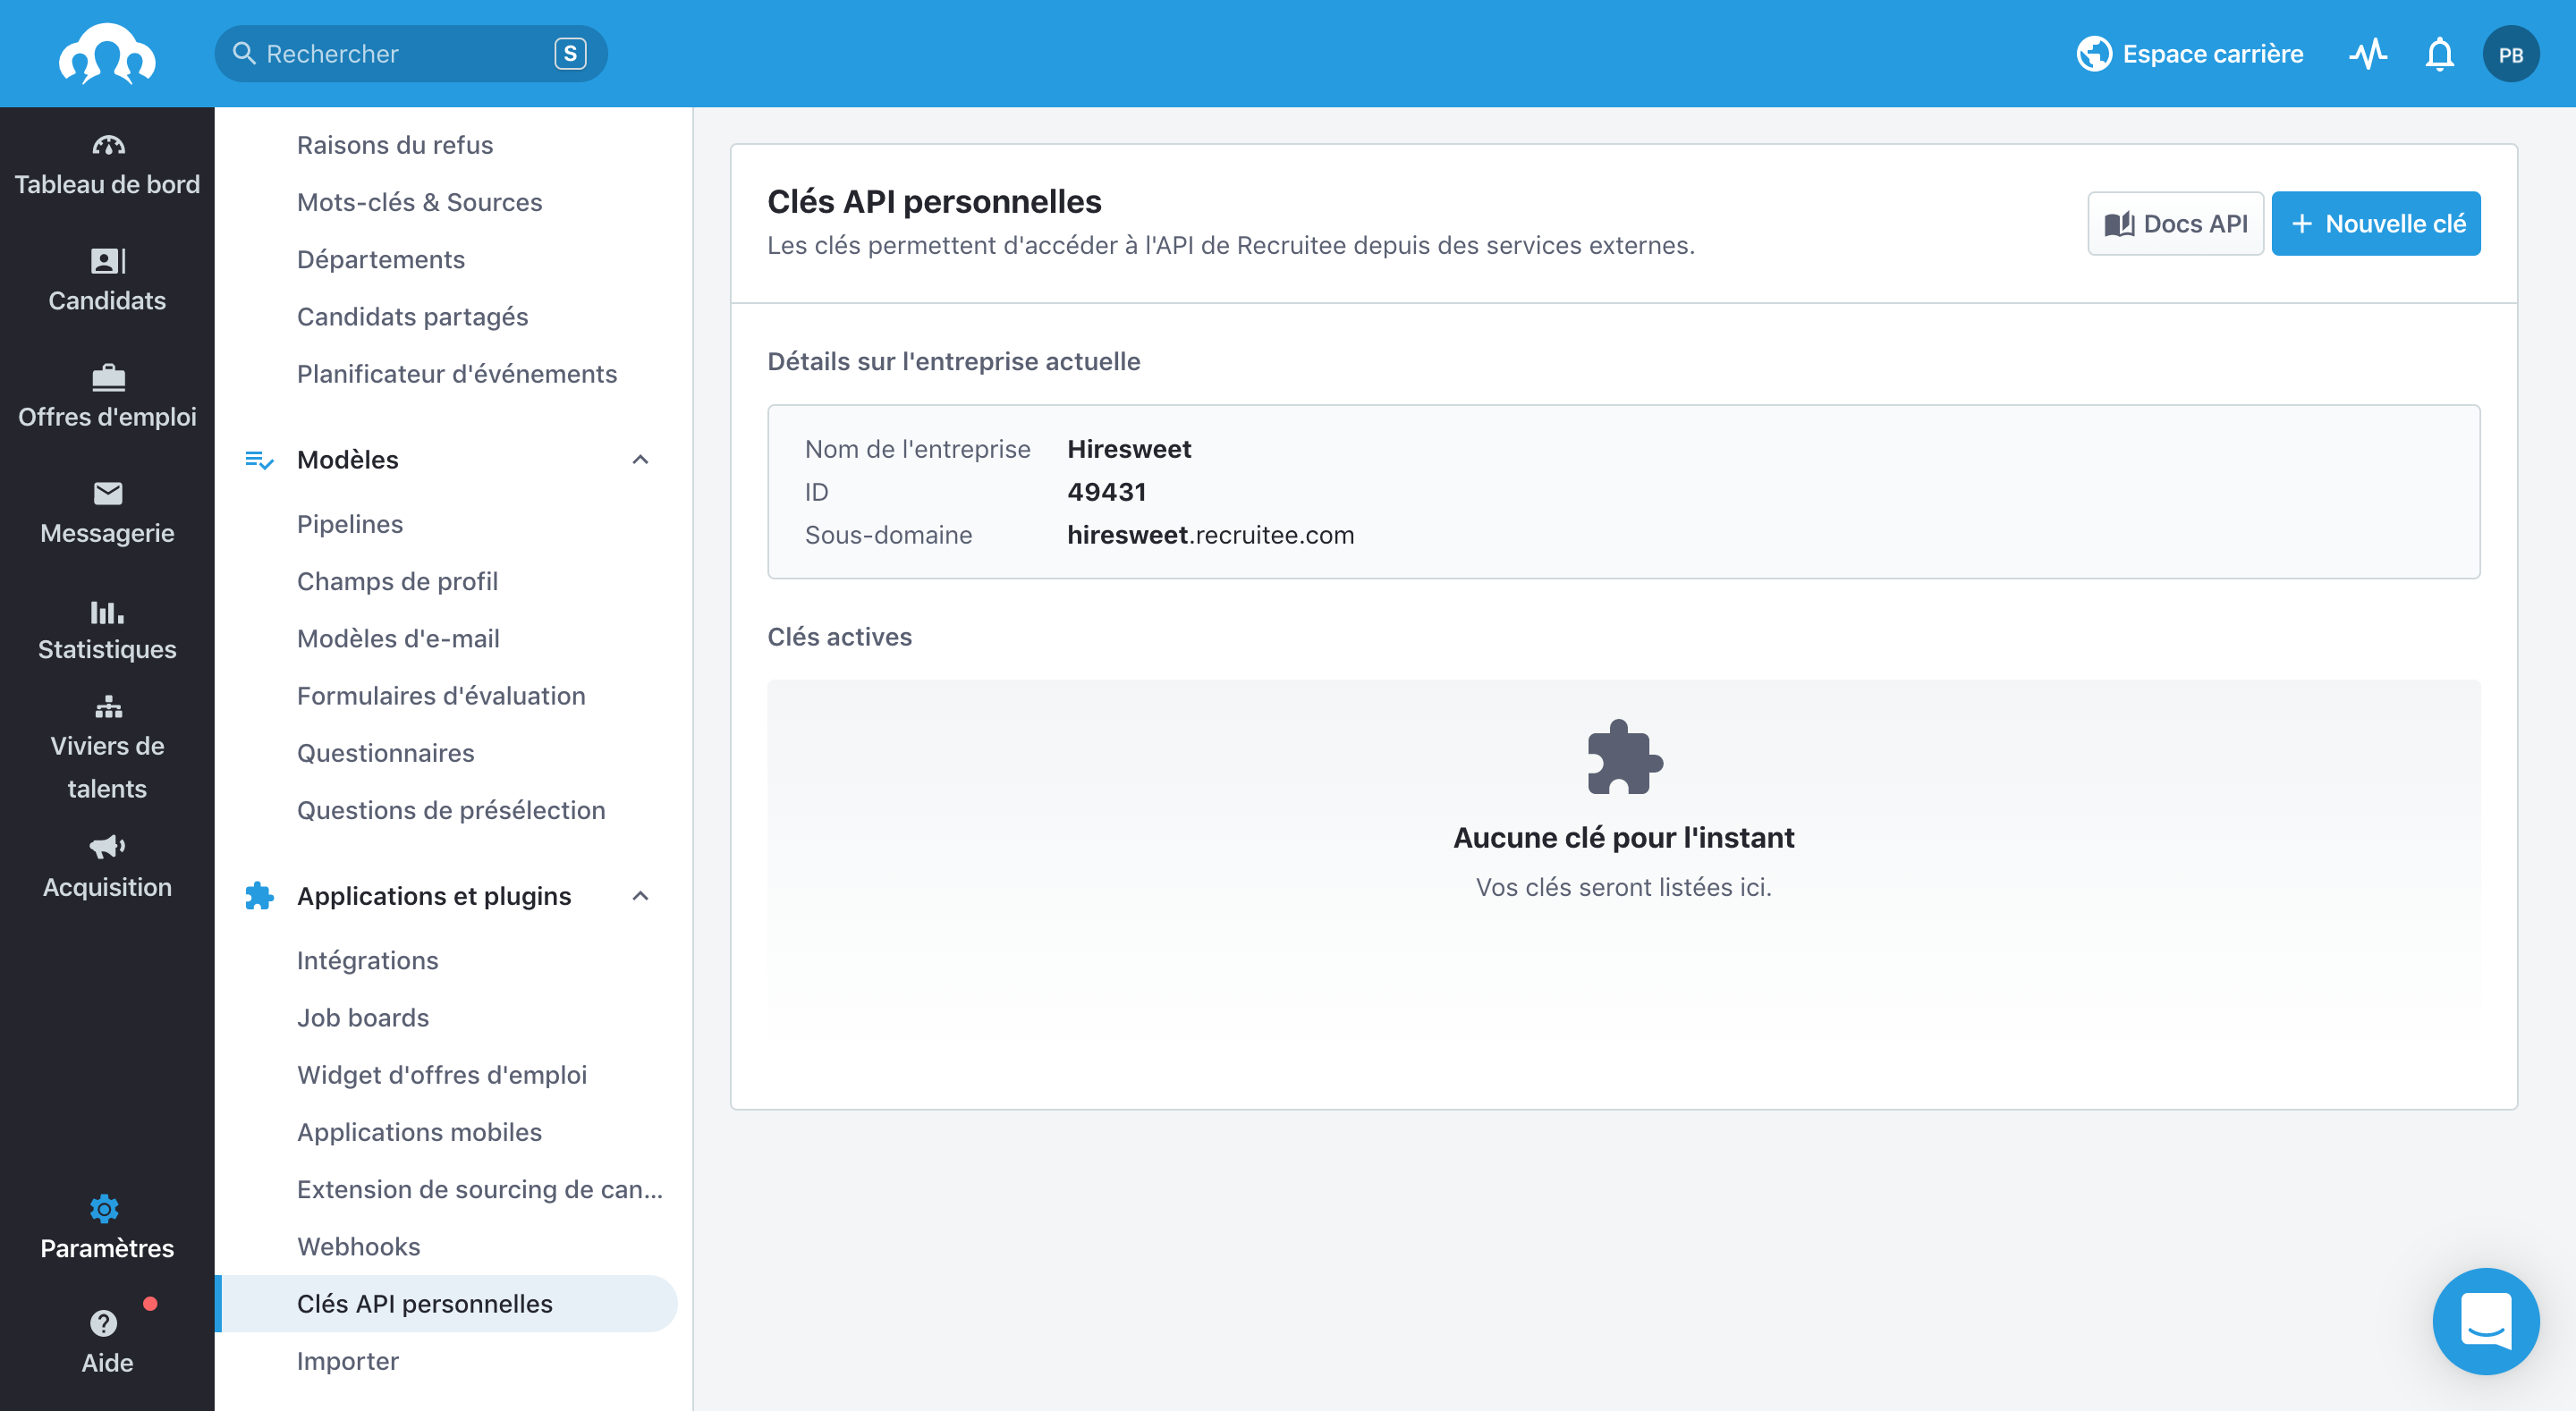 Rechercher
S
Espace carrière
PB
Tableau de bord
Candidats
Offres d'emploi
Messagerie
Statistiques
Viviers de
talents
Acquisition
Paramètres
?
Aide
Raisons du refus
Mots-clés & Sources
Départements
Candidats partagés
Planificateur d'événements
Modèles
Pipelines
Champs de profil
Modèles d'e-mail
Formulaires d'évaluation
Questionnaires
Questions de présélection
Applications et plugins
Intégrations
Job boards
Widget d'offres d'emploi
Applications mobiles
Extension de sourcing de can...
Webhooks
Clés API personnelles
Importer
Clés API personnelles
Les clés permettent d'accéder à l'API de Recruitee depuis des services externes.
Docs API
+ Nouvelle clé
Détails sur l'entreprise actuelle
Nom de l'entreprise Hiresweet
ID 49431
Sous-domaine hiresweet.recruitee.com
Clés actives
Aucune clé pour l'instant
Vos clés seront listées ici.